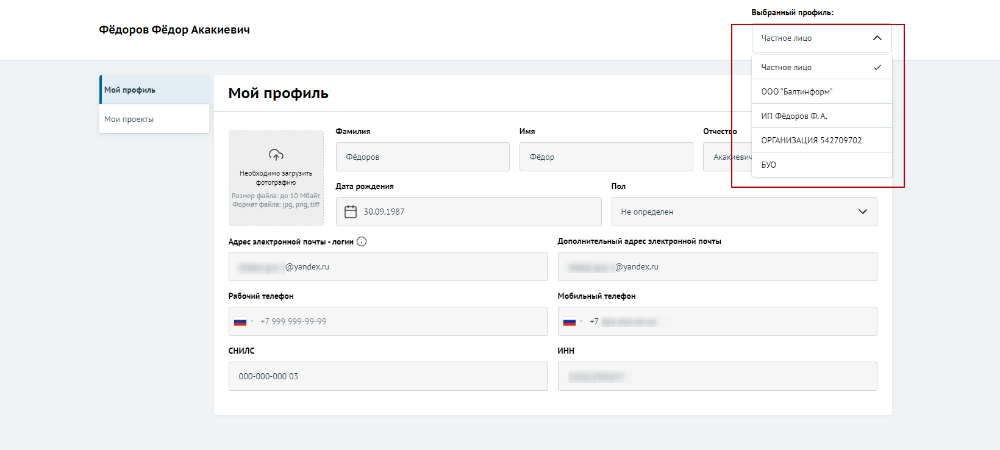 Выбранный профиль:
Фёдоров Фёдор Акакиевич
Частное лицо
Частное лицо
ООО "Балтинформ"
ИП Фёдоров Ф. А.
ОРГАНИЗАЦИЯ 542709702
БУО
Мой профиль
Мои проекты
Мой профиль
Необходимо загрузить
фотографию
Размер файла: до 10 Мбайт
Формат файла: jpg, png, tiff
Фамилия
Имя
Отчество
Фёдоров
Фёдор
Акакиевич
Дата рождения
Пол
30.09.1987
Не определен
Адрес электронной почты - логин
Дополнительный адрес электронной почты
@yandex.ru
@yandex.ru
Рабочий телефон
Мобильный телефон
+7 999 999-99-99
+7
СНИЛС
ИНН
000-000-000 03